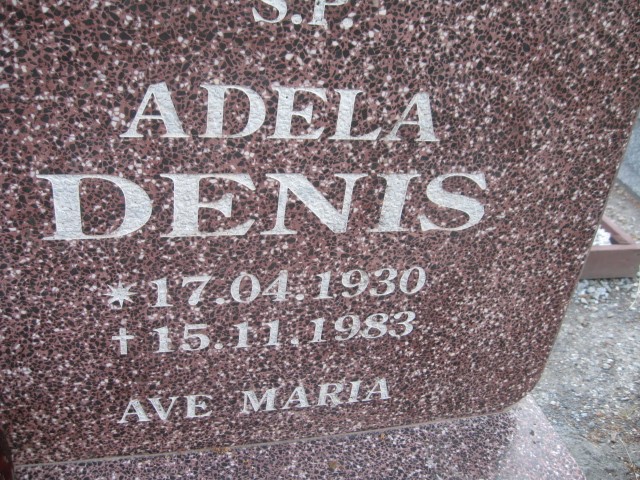 S.P.
ADELA
DENIS
* 17.04.1930
† 15.11.1983
AVE MARIA